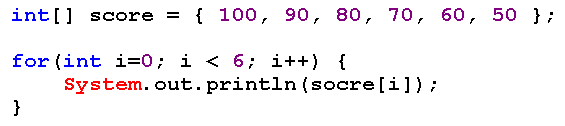 int[] score = { 100, 90, 80, 70, 60, 50 };
for(int i=0; i < 6; i++) {
System.out.println(socre[i]);
}